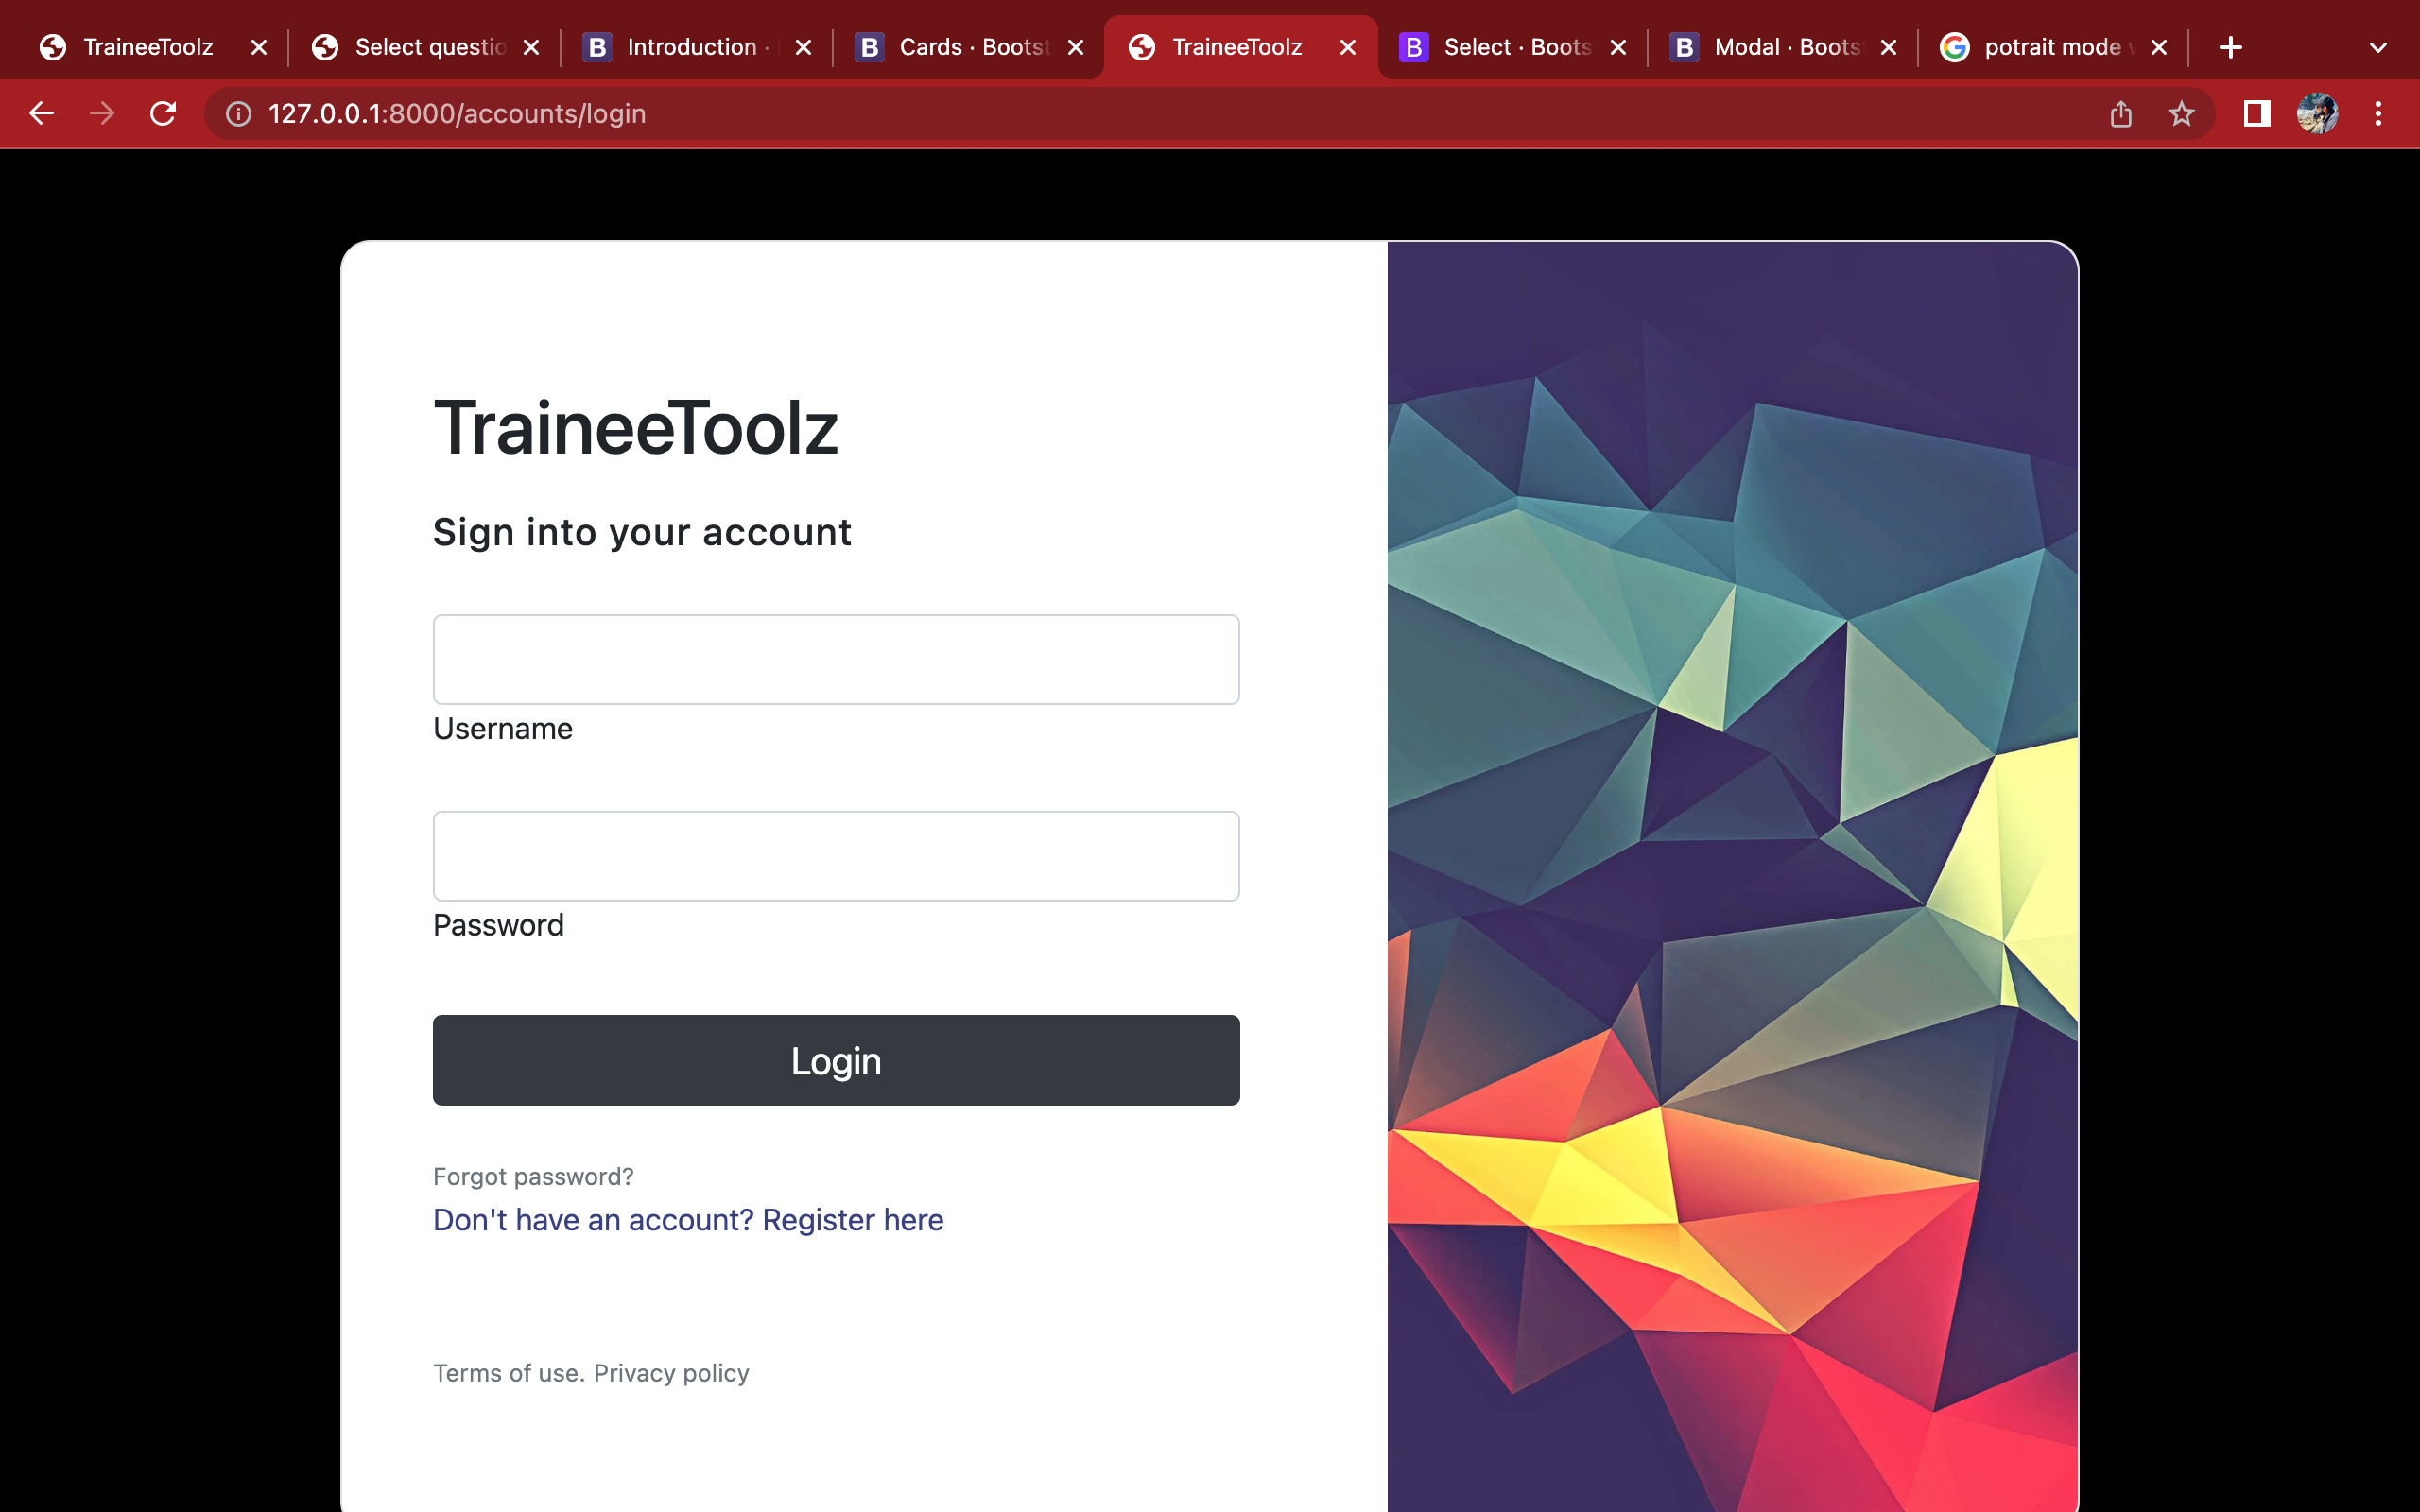 TraineeToolz
Select questio
Introduction ·
Cards · Bootst
TraineeToolz
Select · Boots
Modal · Boots
potrait mode
127.0.0.1:8000/accounts/login
TraineeToolz
Sign into your account
Username
Password
Login
Forgot password?
Don't have an account? Register here
Terms of use. Privacy policy